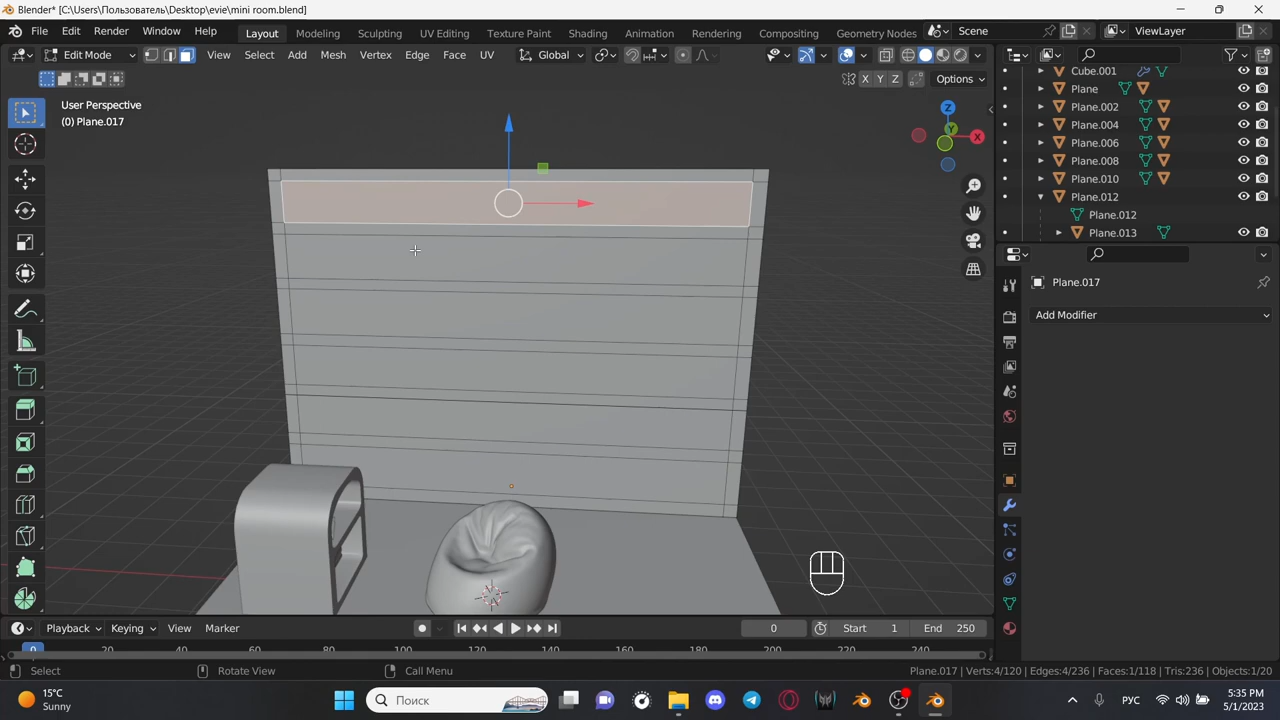 Blender* [C:\Users\Пользователь\Desktop\evie\mini room.blend]
File Edit Render Window Help Layout Modeling Sculpting UV Editing Texture Paint Shading Animation Rendering Compositing Geometry Nodes Scene ViewLayer
Edit Mode View Select Add Mesh Vertex Edge Face UV Global
X Y Z Options
User Perspective
(0) Plane.017
Z
Y
X
Cube.001
Plane
Plane.002
Plane.004
Plane.006
Plane.008
Plane.010
Plane.012
Plane.012
Plane.013
Plane.017
Add Modifier
Playback Keying View Marker 0 Start 1 End 250
0 20 40 60 80 100 120 140 160 180 200 220 240
Select Rotate View Call Menu Plane.017 | Verts:4/120 | Edges:4/236 | Faces:1/118 | Tris:236 | Objects:1/20
15°C
Sunny
Поиск
РУС
5:35 PM
5/1/2023